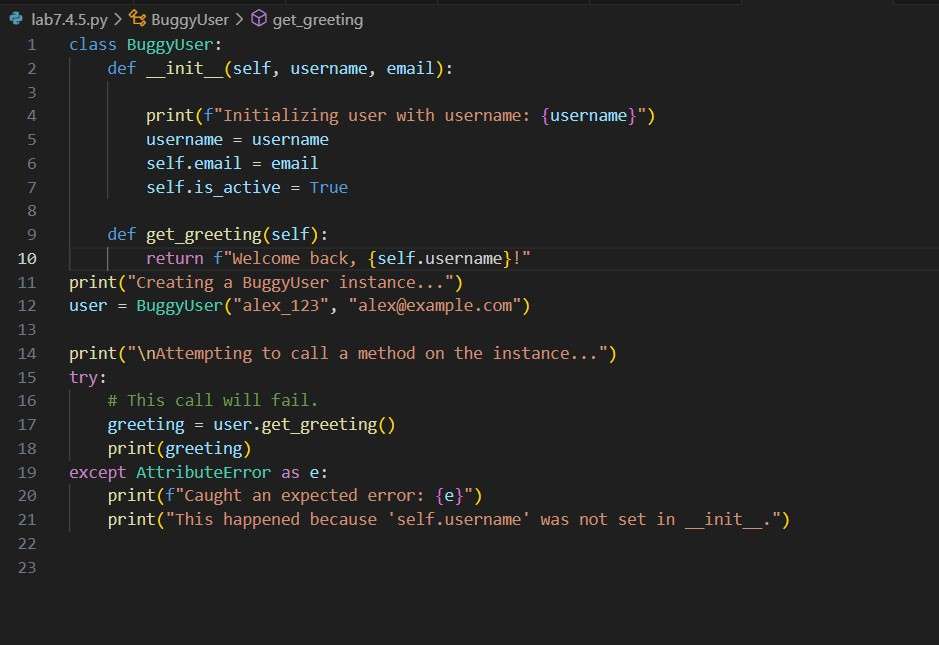 lab7.4.5.py > BuggyUser > get_greeting
1 class BuggyUser:
2     def __init__(self, username, email):
3
4         print(f"Initializing user with username: {username}")
5         username = username
6         self.email = email
7         self.is_active = True
8
9     def get_greeting(self):
10         return f"Welcome back, {self.username}!"
11 print("Creating a BuggyUser instance...")
12 user = BuggyUser("alex_123", "alex@example.com")
13
14 print("\nAttempting to call a method on the instance...")
15 try:
16     # This call will fail.
17     greeting = user.get_greeting()
18     print(greeting)
19 except AttributeError as e:
20     print(f"Caught an expected error: {e}")
21     print("This happened because 'self.username' was not set in __init__.")
22
23